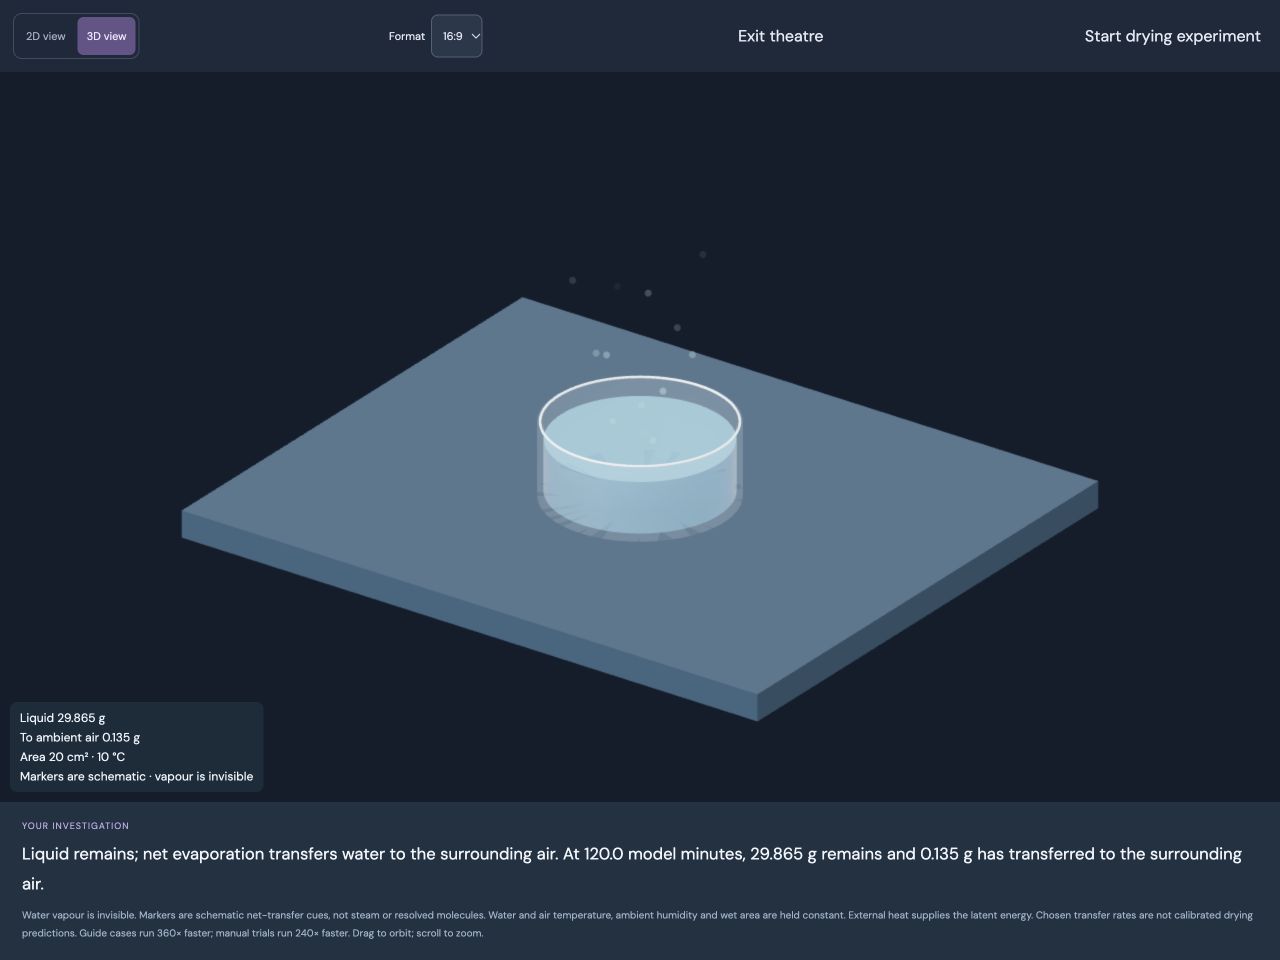 2D view
3D view
Format
16:9
Exit theatre
Start drying experiment
Liquid 29.865 g
To ambient air 0.135 g
Area 20 cm² · 10 °C
Markers are schematic · vapour is invisible
YOUR INVESTIGATION
Liquid remains; net evaporation transfers water to the surrounding air. At 120.0 model minutes, 29.865 g remains and 0.135 g has transferred to the surrounding
air.
Water vapour is invisible. Markers are schematic net-transfer cues, not steam or resolved molecules. Water and air temperature, ambient humidity and wet area are held constant. External heat supplies the latent energy. Chosen transfer rates are not calibrated drying
predictions. Guide cases run 360× faster; manual trials run 240× faster. Drag to orbit; scroll to zoom.